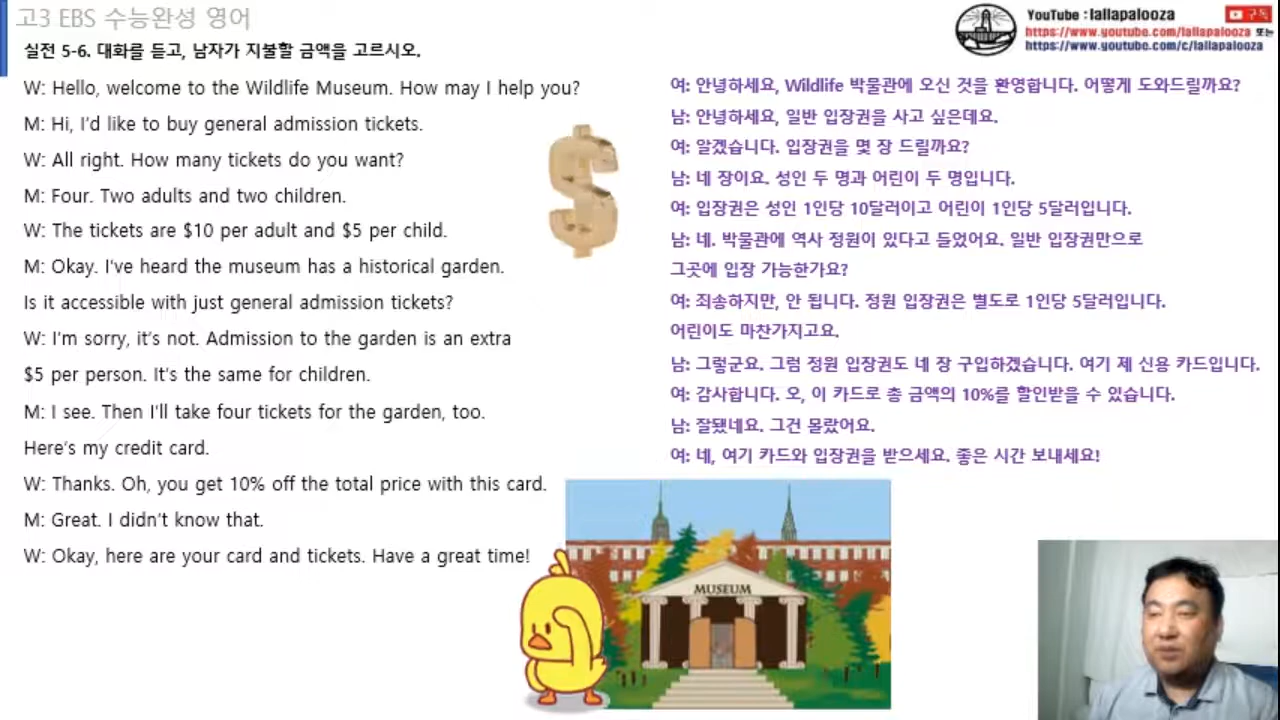 고3 EBS 수능완성 영어
YouTube : lallapalooza
구독
https://www.youtube.com/lallapalooza 또는
https://www.youtube.com/c/lallapalooza
실전 5-6. 대화를 듣고, 남자가 지불할 금액을 고르시오.
W: Hello, welcome to the Wildlife Museum. How may I help you?
M: Hi, I’d like to buy general admission tickets.
W: All right. How many tickets do you want?
M: Four. Two adults and two children.
W: The tickets are $10 per adult and $5 per child.
M: Okay. I've heard the museum has a historical garden.
Is it accessible with just general admission tickets?
W: I’m sorry, it’s not. Admission to the garden is an extra
$5 per person. It’s the same for children.
M: I see. Then I'll take four tickets for the garden, too.
Here’s my credit card.
W: Thanks. Oh, you get 10% off the total price with this card.
M: Great. I didn’t know that.
W: Okay, here are your card and tickets. Have a great time!
여: 안녕하세요, Wildlife 박물관에 오신 것을 환영합니다. 어떻게 도와드릴까요?
남: 안녕하세요, 일반 입장권을 사고 싶은데요.
여: 알겠습니다. 입장권을 몇 장 드릴까요?
남: 네 장이요. 성인 두 명과 어린이 두 명입니다.
여: 입장권은 성인 1인당 10달러이고 어린이 1인당 5달러입니다.
남: 네. 박물관에 역사 정원이 있다고 들었어요. 일반 입장권만으로
그곳에 입장 가능한가요?
여: 죄송하지만, 안 됩니다. 정원 입장권은 별도로 1인당 5달러입니다.
어린이도 마찬가지고요.
남: 그렇군요. 그럼 정원 입장권도 네 장 구입하겠습니다. 여기 제 신용 카드입니다.
여: 감사합니다. 오, 이 카드로 총 금액의 10%를 할인받을 수 있습니다.
남: 잘됐네요. 그건 몰랐어요.
여: 네, 여기 카드와 입장권을 받으세요. 좋은 시간 보내세요!
MUSEUM